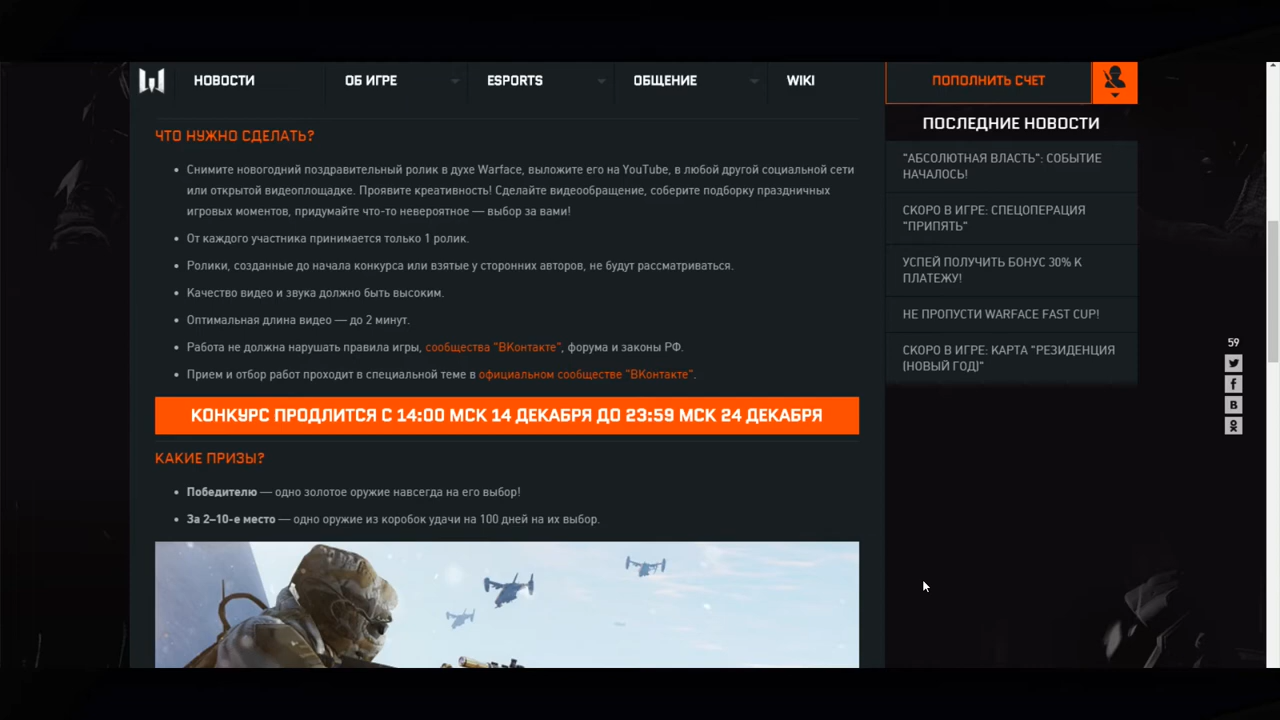 НОВОСТИ
ОБ ИГРЕ
ESPORTS
ОБЩЕНИЕ
WIKI
ПОПОЛНИТЬ СЧЕТ
ЧТО НУЖНО СДЕЛАТЬ?
Снимите новогодний поздравительный ролик в духе Warface, выложите его на YouTube, в любой другой социальной сети
или открытой видеоплощадке. Проявите креативность! Сделайте видеообращение, соберите подборку праздничных
игровых моментов, придумайте что-то невероятное — выбор за вами!
От каждого участника принимается только 1 ролик.
Ролики, созданные до начала конкурса или взятые у сторонних авторов, не будут рассматриваться.
Качество видео и звука должно быть высоким.
Оптимальная длина видео — до 2 минут.
Работа не должна нарушать правила игры, сообщества "ВКонтакте", форума и законы РФ.
Прием и отбор работ проходит в специальной теме в официальном сообществе "ВКонтакте".
КОНКУРС ПРОДЛИТСЯ С 14:00 МСК 14 ДЕКАБРЯ ДО 23:59 МСК 24 ДЕКАБРЯ
КАКИЕ ПРИЗЫ?
Победителю — одно золотое оружие навсегда на его выбор!
За 2–10-е место — одно оружие из коробок удачи на 100 дней на их выбор.
ПОСЛЕДНИЕ НОВОСТИ
"АБСОЛЮТНАЯ ВЛАСТЬ": СОБЫТИЕ
НАЧАЛОСЬ!
СКОРО В ИГРЕ: СПЕЦОПЕРАЦИЯ
"ПРИПЯТЬ"
УСПЕЙ ПОЛУЧИТЬ БОНУС 30% К
ПЛАТЕЖУ!
НЕ ПРОПУСТИ WARFACE FAST CUP!
СКОРО В ИГРЕ: КАРТА "РЕЗИДЕНЦИЯ
(НОВЫЙ ГОД)"
59